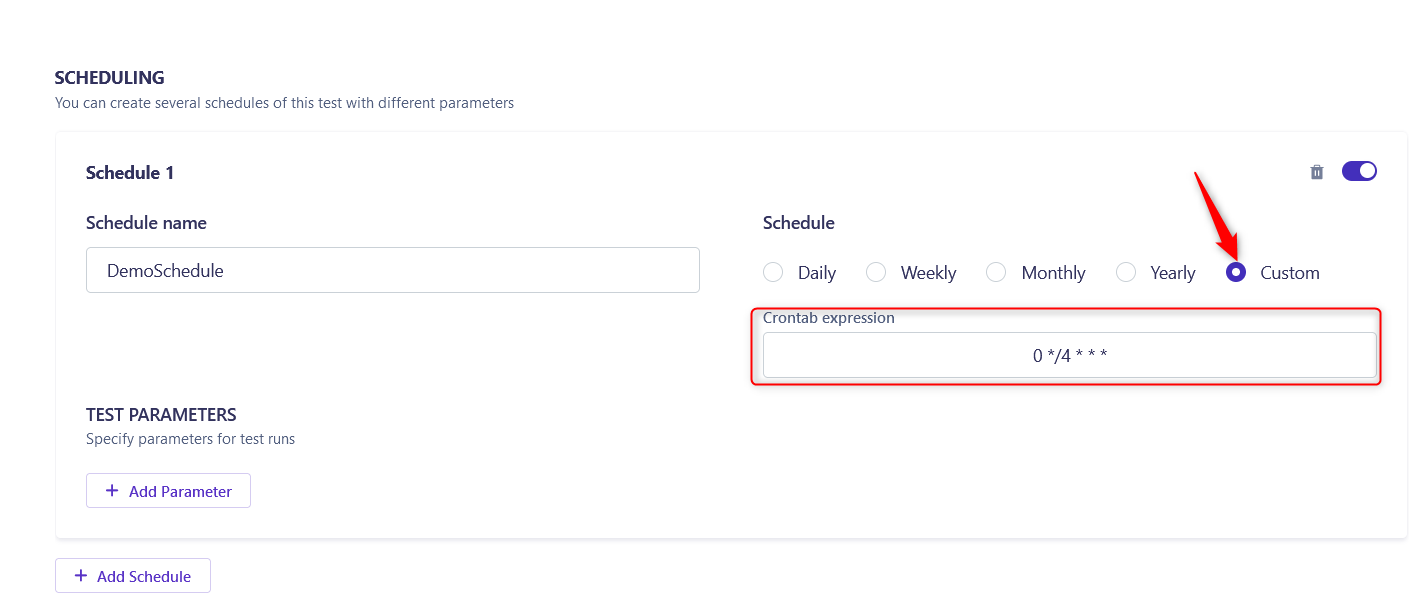 SCHEDULING
You can create several schedules of this test with different parameters
Schedule 1
Schedule name
DemoSchedule
Schedule
Daily Weekly Monthly Yearly Custom
Crontab expression
0 */4 * * *
TEST PARAMETERS
Specify parameters for test runs
+ Add Parameter
+ Add Schedule